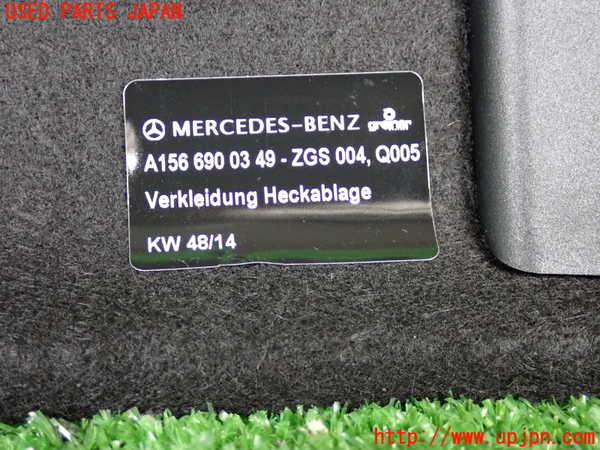 USED PARTS JAPAN
MERCEDES-BENZ greiner
A156 690 03 49 - ZGS 004, Q005
Verkleidung Heckablage
KW 48/14
http://www.upjpn.com/